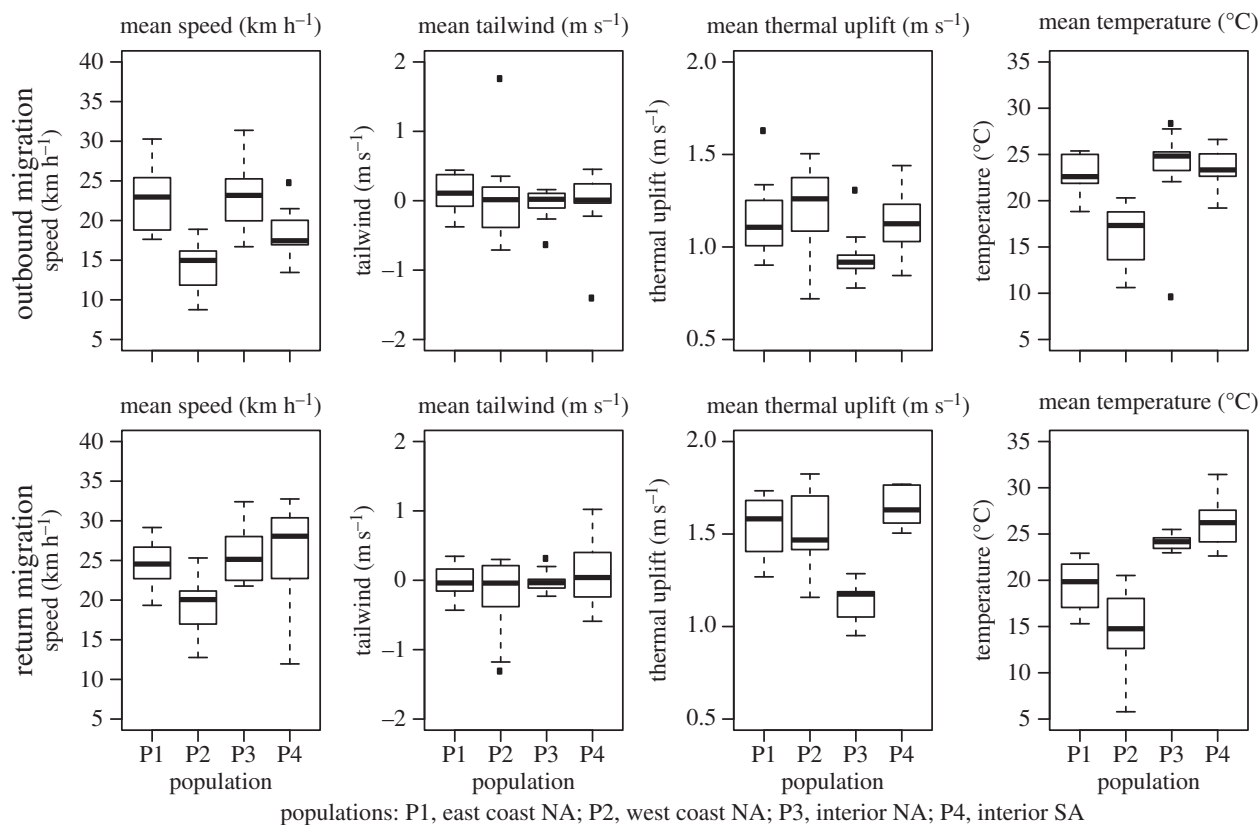 mean speed (km h⁻¹)
mean tailwind (m s⁻¹)
mean thermal uplift (m s⁻¹)
mean temperature (°C)
outbound migration
speed (km h⁻¹)
40
35
30
25
20
15
10
5
tailwind (m s⁻¹)
2
1
0
–1
–2
thermal uplift (m s⁻¹)
2.0
1.5
1.0
0.5
temperature (°C)
35
30
25
20
15
10
5
mean speed (km h⁻¹)
mean tailwind (m s⁻¹)
mean thermal uplift (m s⁻¹)
mean temperature (°C)
return migration
speed (km h⁻¹)
40
35
30
25
20
15
10
5
P1 P2 P3 P4
population
tailwind (m s⁻¹)
2
1
0
–1
–2
P1 P2 P3 P4
population
thermal uplift (m s⁻¹)
2.0
1.5
1.0
0.5
P1 P2 P3 P4
population
temperature (°C)
35
30
25
20
15
10
5
P1 P2 P3 P4
population
populations: P1, east coast NA; P2, west coast NA; P3, interior NA; P4, interior SA